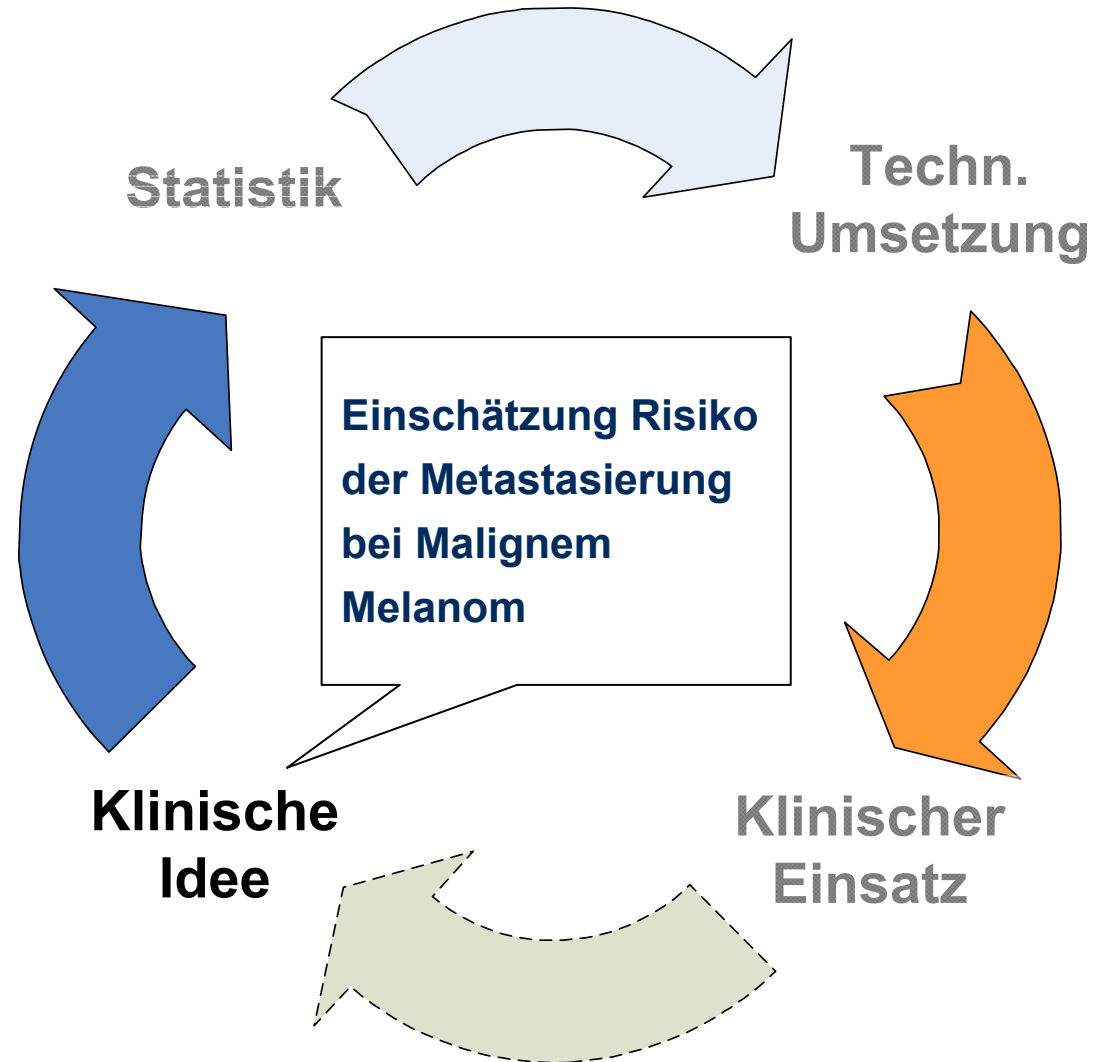 Statistik
Techn.
Umsetzung
Einschätzung Risiko
der Metastasierung
bei Malignem
Melanom
Klinische
Idee
Klinischer
Einsatz